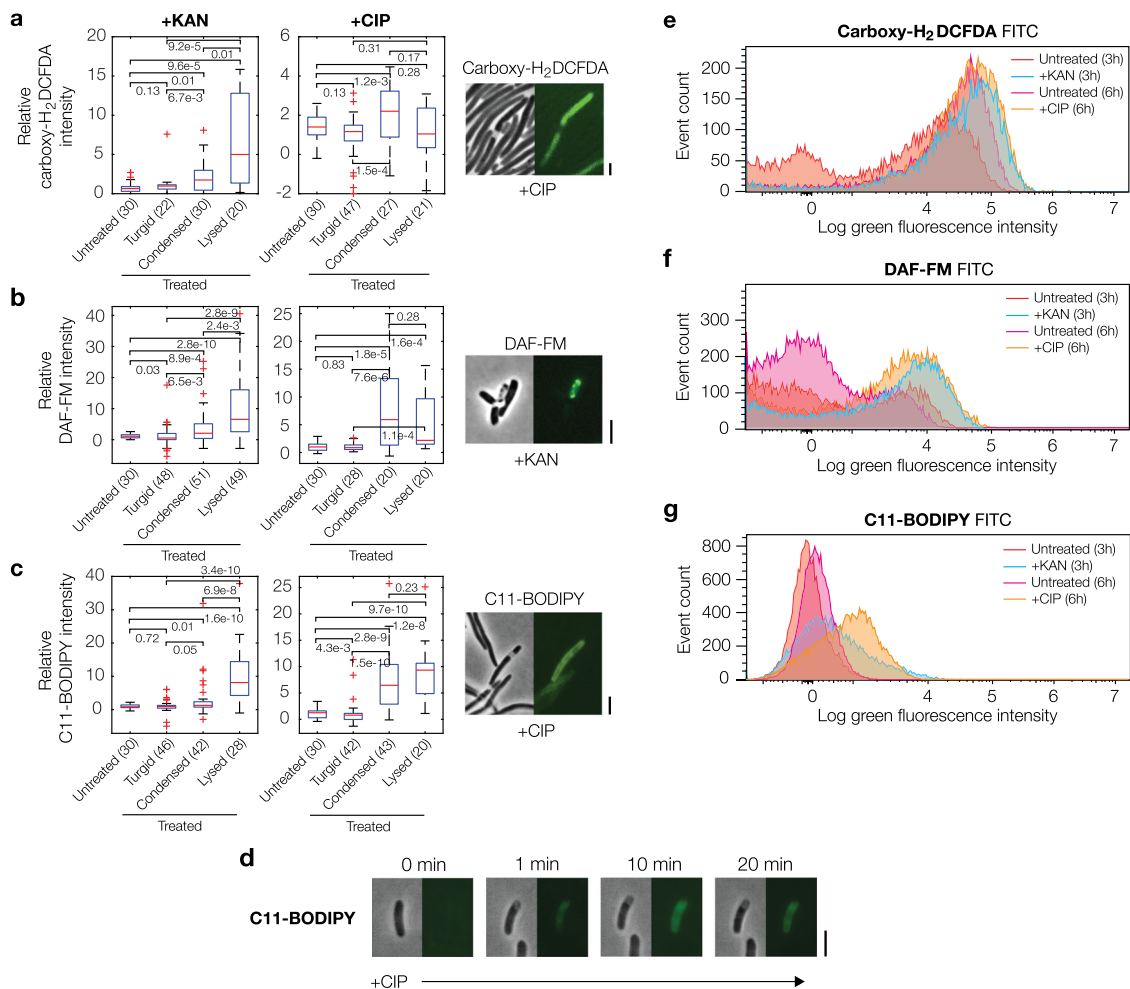 a
+KAN
+CIP
Relative
carboxy-H2DCFDA
intensity
20
15
10
5
0
9.2e-5
0.01
9.6e-5
0.01
0.13
6.7e-3
Untreated (30)
Turgid (22)
Condensed (30)
Lysed (20)
Treated
6
4
2
0
-2
0.31
0.17
0.28
1.2e-3
0.13
1.5e-4
Untreated (30)
Turgid (47)
Condensed (27)
Lysed (21)
Treated
Carboxy-H2DCFDA
+CIP
b
Relative
DAF-FM Intensity
40
30
20
10
0
2.8e-9
2.4e-3
2.8e-10
8.9e-4
0.03
6.5e-3
Untreated (30)
Turgid (48)
Condensed (51)
Lysed (49)
Treated
25
20
15
10
5
0
0.28
1.6e-4
1.8e-5
0.83
7.6e-6
1.1e-4
Untreated (30)
Turgid (28)
Condensed (20)
Lysed (20)
Treated
DAF-FM
+KAN
c
Relative
C11-BODIPY intensity
40
30
20
10
0
3.4e-10
6.9e-8
1.6e-10
0.01
0.72
0.05
Untreated (30)
Turgid (46)
Condensed (42)
Lysed (28)
Treated
25
20
15
10
5
0
0.23
9.7e-10
1.2e-8
2.8e-9
4.3e-3
1.5e-10
Untreated (30)
Turgid (42)
Condensed (43)
Lysed (20)
Treated
C11-BODIPY
+CIP
d
0 min
1 min
10 min
20 min
C11-BODIPY
+CIP
e
Carboxy-H2 DCFDA FITC
Event count
200
150
100
50
0
Untreated (3h)
+KAN (3h)
Untreated (6h)
+CIP (6h)
0 4 5 7
Log green fluorescence intensity
f
DAF-FM FITC
Event count
300
200
100
0
Untreated (3h)
+KAN (3h)
Untreated (6h)
+CIP (6h)
0 4 5 7
Log green fluorescence intensity
g
C11-BODIPY FITC
Event count
800
600
400
200
0
Untreated (3h)
+KAN (3h)
Untreated (6h)
+CIP (6h)
0 4 5 7
Log green fluorescence intensity